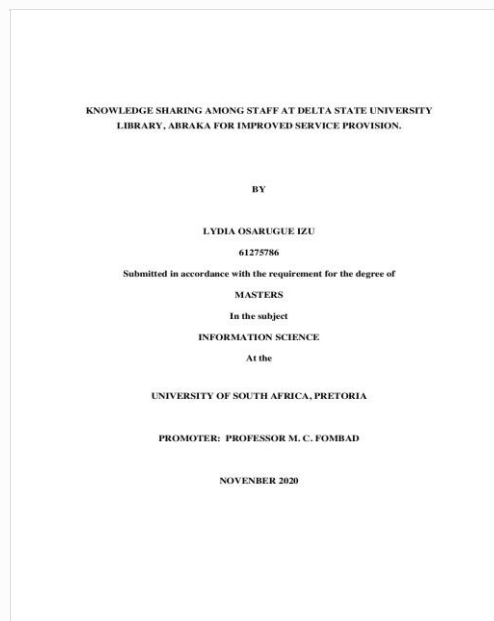 KNOWLEDGE SHARING AMONG STAFF AT DELTA STATE UNIVERSITY
LIBRARY, ABRAKA FOR IMPROVED SERVICE PROVISION.
BY
LYDIA OSARUGUE IZU
61275786
Submitted in accordance with the requirement for the degree of
MASTERS
In the subject
INFORMATION SCIENCE
At the
UNIVERSITY OF SOUTH AFRICA, PRETORIA
PROMOTER: PROFESSOR M. C. FOMBAD
NOVENBER 2020